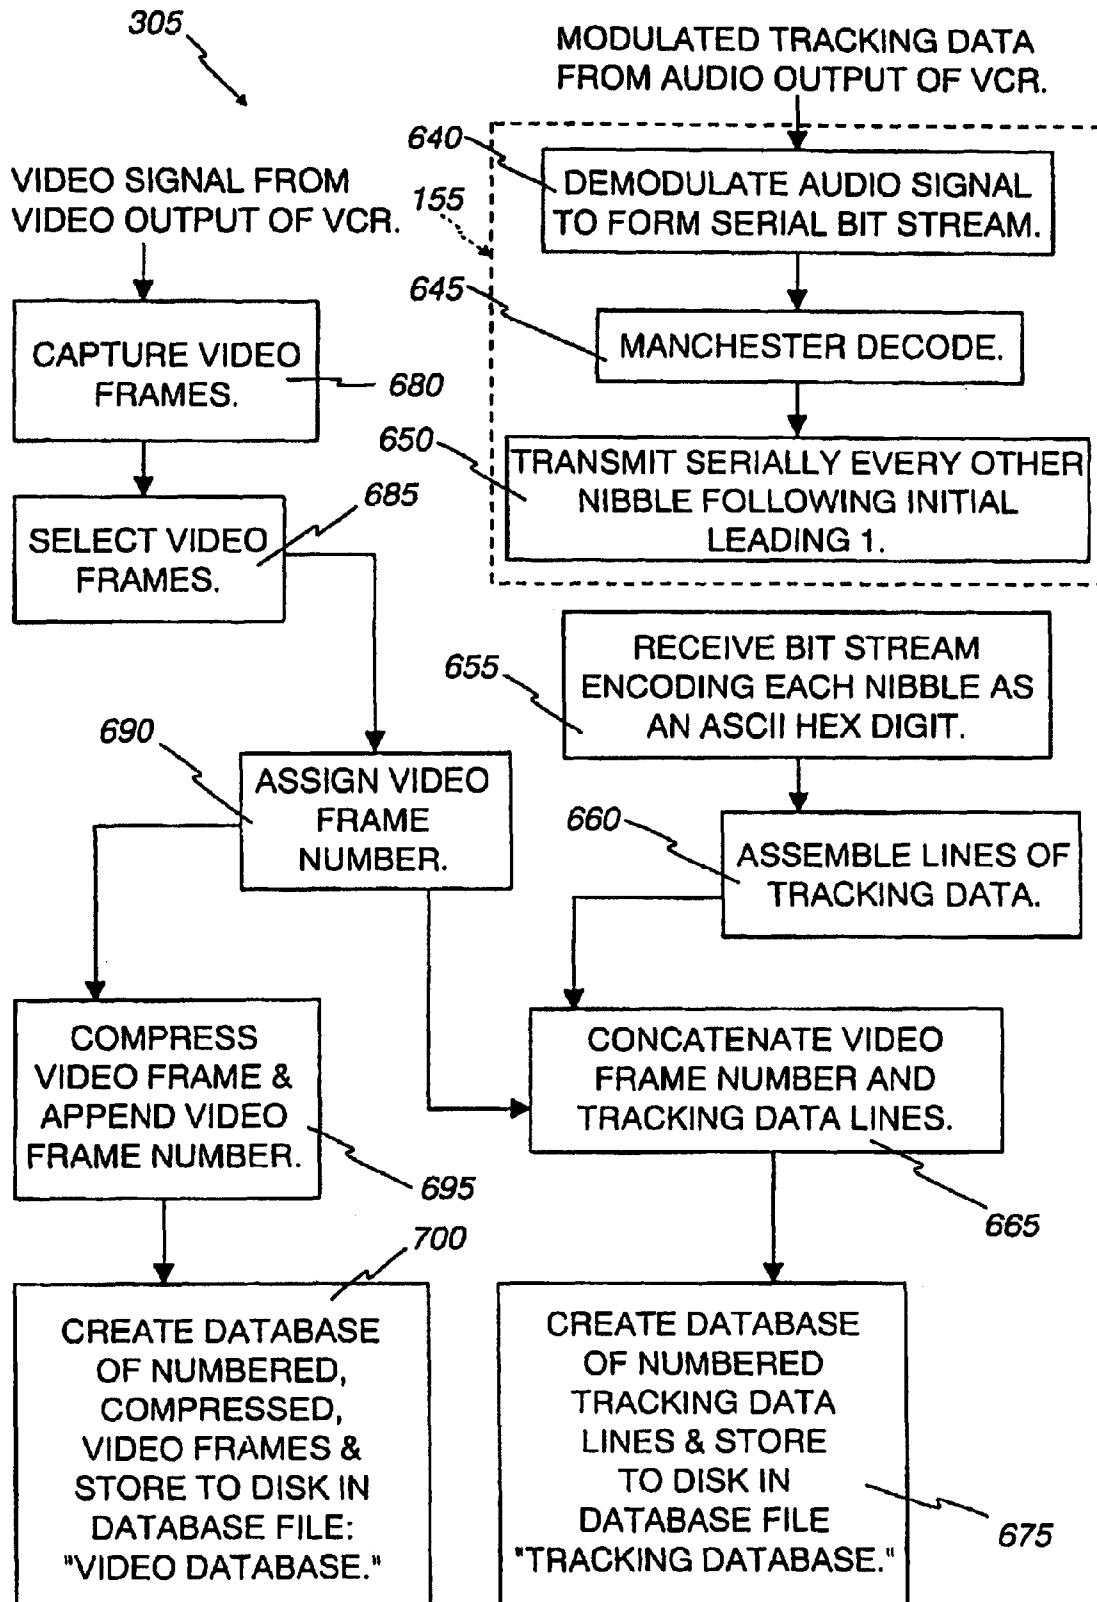 305
MODULATED TRACKING DATA
FROM AUDIO OUTPUT OF VCR.
VIDEO SIGNAL FROM
VIDEO OUTPUT OF VCR.
155
640
DEMODULATE AUDIO SIGNAL
TO FORM SERIAL BIT STREAM.
645
MANCHESTER DECODE.
CAPTURE VIDEO
FRAMES.
680
650
TRANSMIT SERIALLY EVERY OTHER
NIBBLE FOLLOWING INITIAL
LEADING 1.
685
SELECT VIDEO
FRAMES.
655
RECEIVE BIT STREAM
ENCODING EACH NIBBLE AS
AN ASCII HEX DIGIT.
690
ASSIGN VIDEO
FRAME
NUMBER.
660
ASSEMBLE LINES OF
TRACKING DATA.
COMPRESS
VIDEO FRAME &
APPEND VIDEO
FRAME NUMBER.
695
CONCATENATE VIDEO
FRAME NUMBER AND
TRACKING DATA LINES.
665
700
CREATE DATABASE
OF NUMBERED,
COMPRESSED,
VIDEO FRAMES &
STORE TO DISK IN
DATABASE FILE:
"VIDEO DATABASE."
CREATE DATABASE
OF NUMBERED
TRACKING DATA
LINES & STORE
TO DISK IN
DATABASE FILE
"TRACKING DATABASE."
675